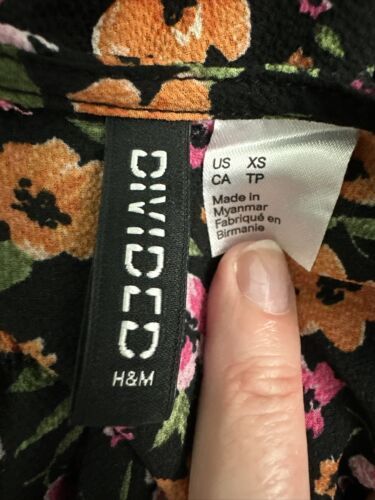 DIVIDED
H&M
US XS
CA TP
Made in
Myanmar
Fabriqué en
Birmanie